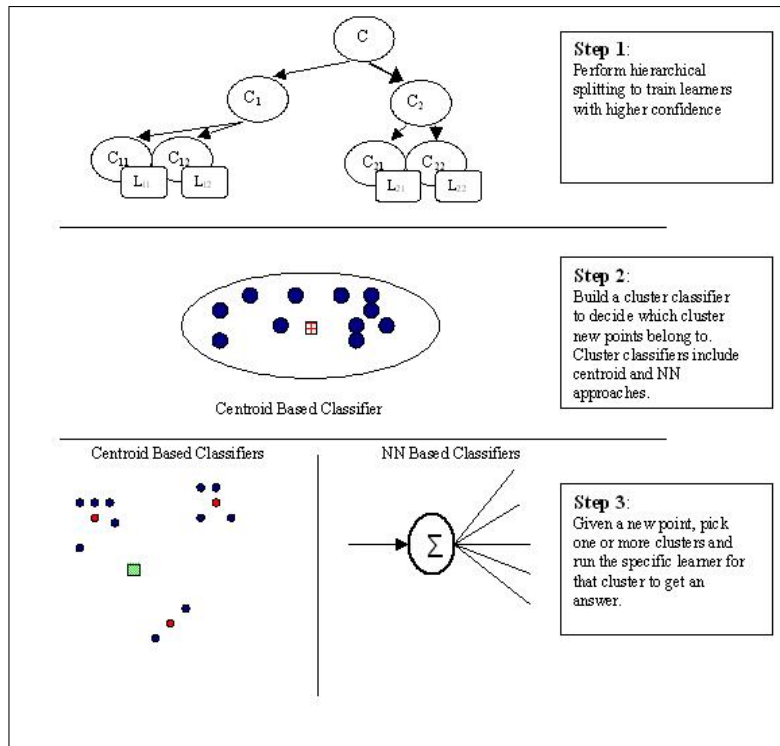 C
C1
C2
C11
C12
C21
C22
L11
L12
L21
L22
Step 1:
Perform hierarchical
splitting to train learners
with higher confidence
Centroid Based Classifier
Step 2:
Build a cluster classifier
to decide which cluster
new points belong to.
Cluster classifiers include
centroid and NN
approaches.
Centroid Based Classifiers
NN Based Classifiers
Σ
Step 3:
Given a new point, pick
one or more clusters and
run the specific learner for
that cluster to get an
answer.